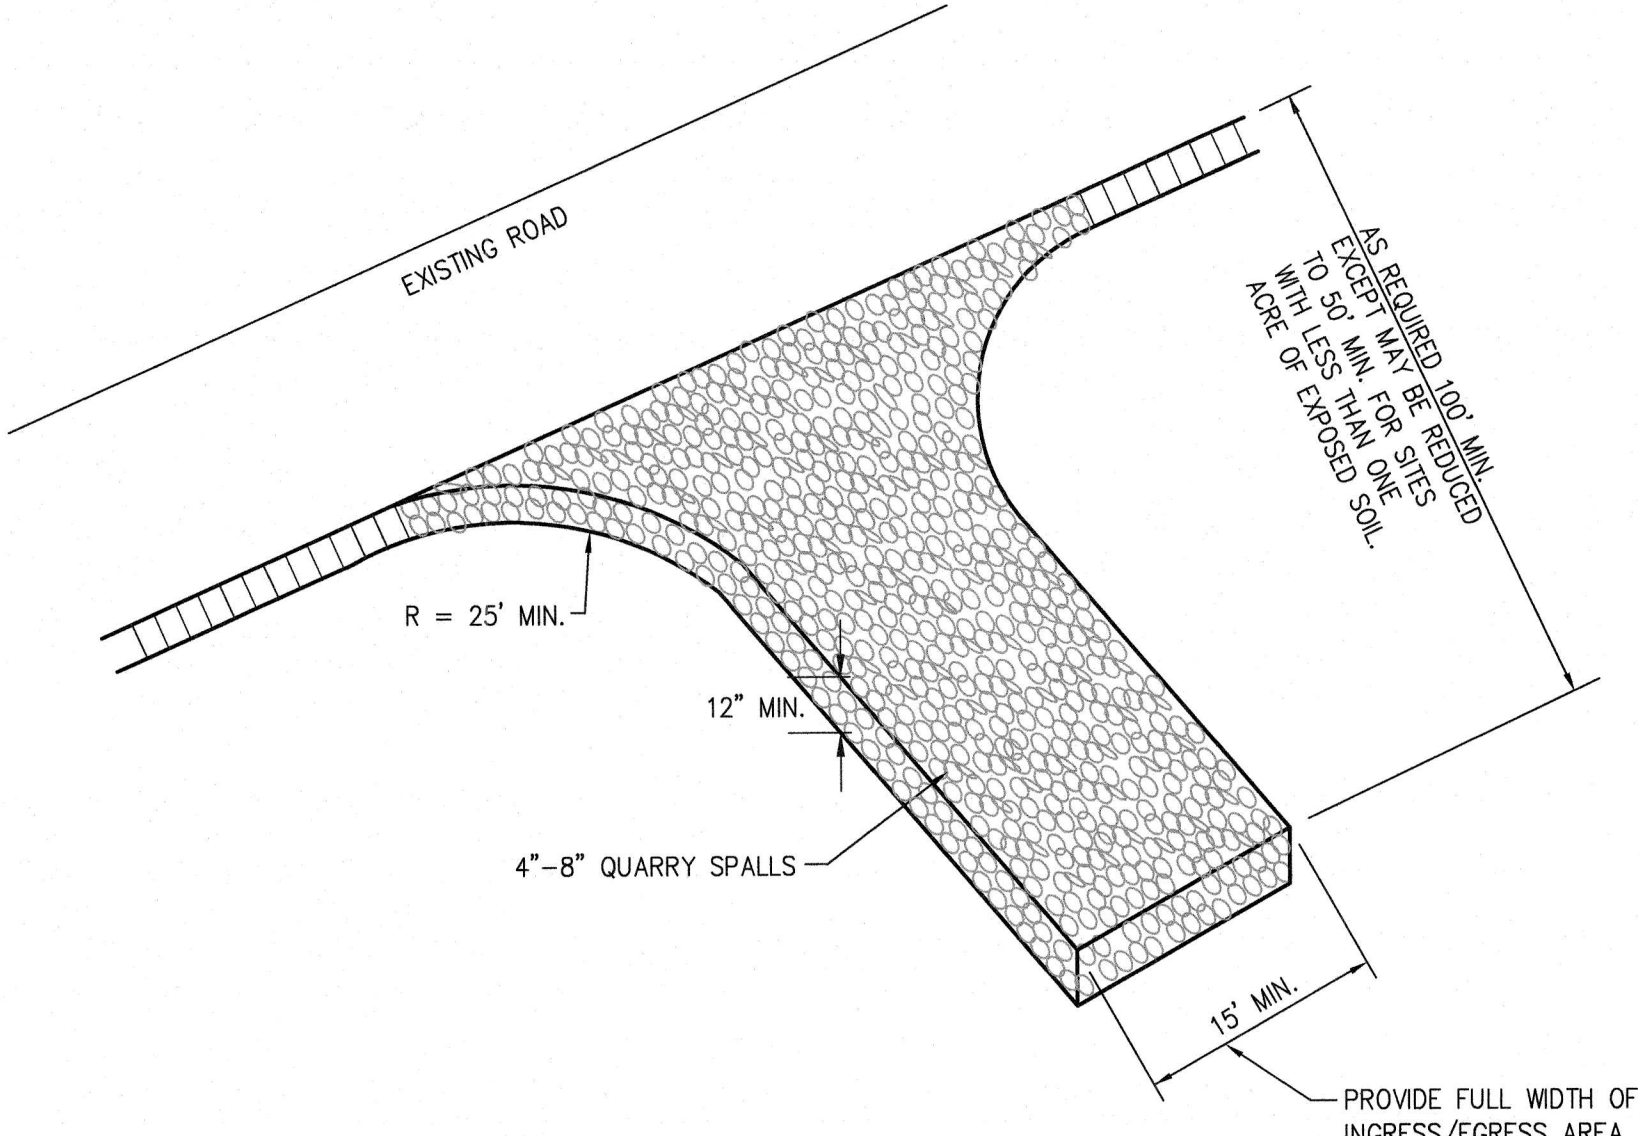 EXISTING ROAD
AS REQUIRED 100' MIN.
EXCEPT MAY BE REDUCED
TO 50' MIN. FOR SITES
WITH LESS THAN ONE
ACRE OF EXPOSED SOIL.
R = 25' MIN.
12" MIN.
4"-8" QUARRY SPALLS
15' MIN.
PROVIDE FULL WIDTH OF
INGRESS/EGRESS AREA